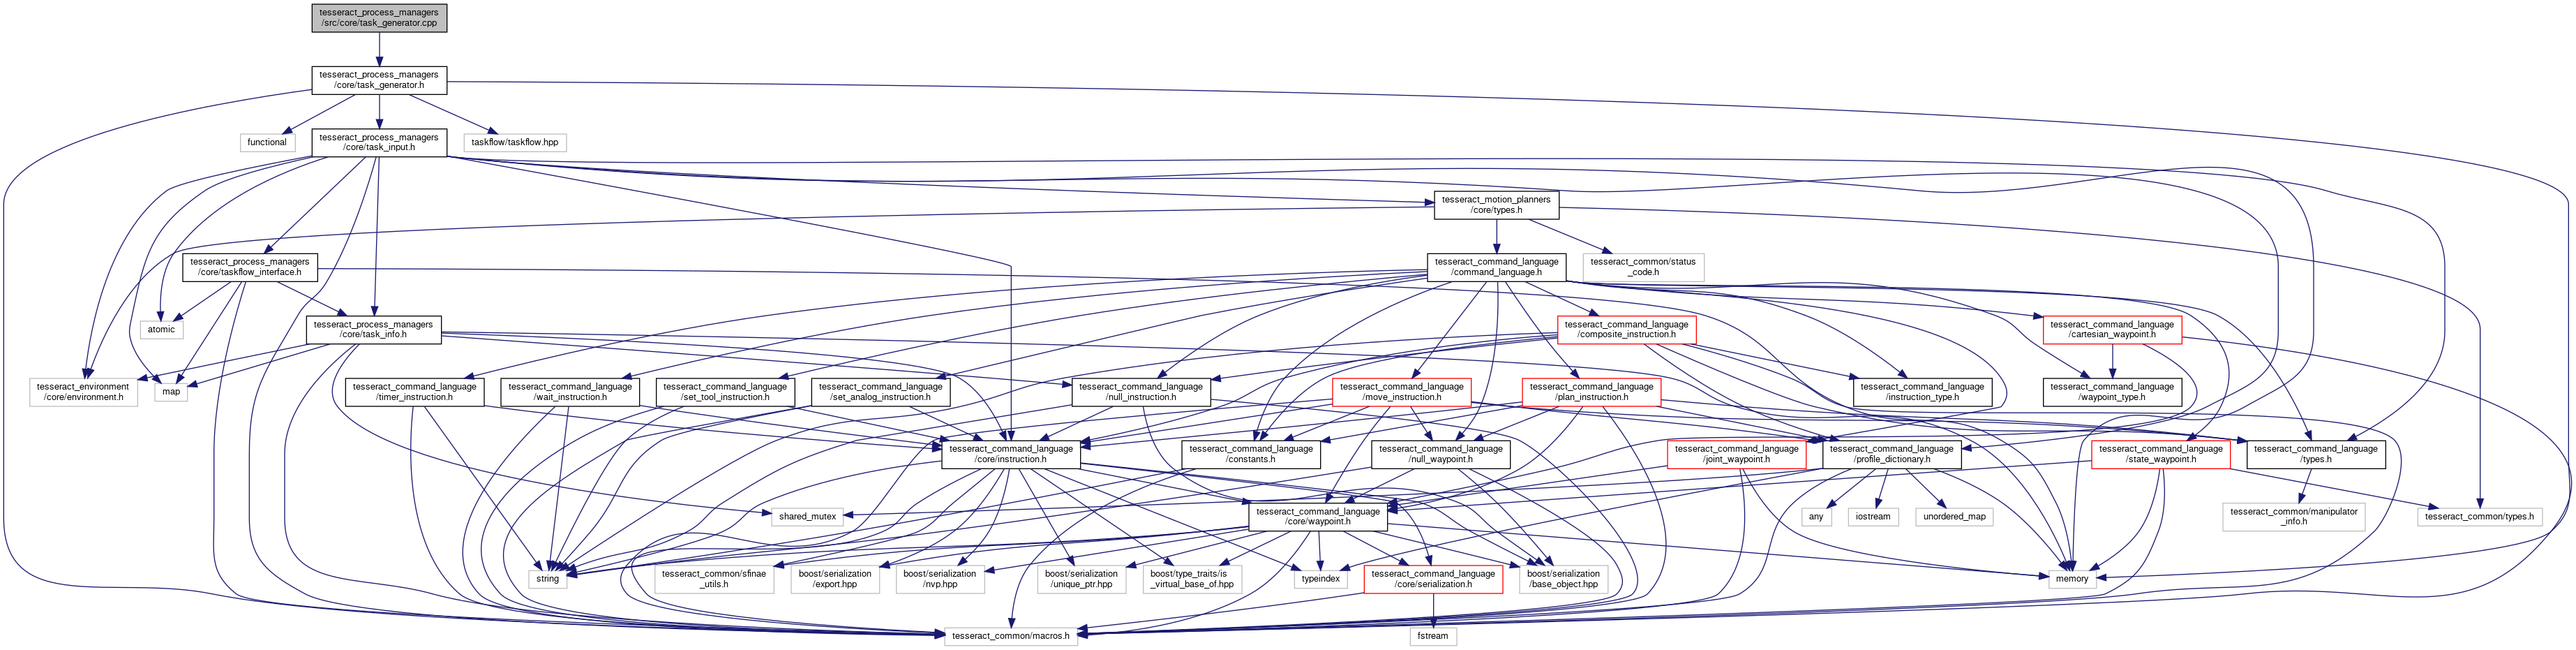 tesseract_process_managers
/src/core/task_generator.cpp
tesseract_process_managers
/core/task_generator.h
functional
tesseract_process_managers
/core/task_input.h
taskflow/taskflow.hpp
tesseract_motion_planners
/core/types.h
tesseract_process_managers
/core/taskflow_interface.h
tesseract_command_language
/command_language.h
tesseract_common/status
_code.h
atomic
tesseract_process_managers
/core/task_info.h
tesseract_command_language
/composite_instruction.h
tesseract_command_language
/cartesian_waypoint.h
tesseract_environment
/core/environment.h
map
tesseract_command_language
/timer_instruction.h
tesseract_command_language
/wait_instruction.h
tesseract_command_language
/set_tool_instruction.h
tesseract_command_language
/set_analog_instruction.h
tesseract_command_language
/null_instruction.h
tesseract_command_language
/move_instruction.h
tesseract_command_language
/plan_instruction.h
tesseract_command_language
/instruction_type.h
tesseract_command_language
/waypoint_type.h
tesseract_command_language
/core/instruction.h
tesseract_command_language
/constants.h
tesseract_command_language
/null_waypoint.h
tesseract_command_language
/joint_waypoint.h
tesseract_command_language
/profile_dictionary.h
tesseract_command_language
/state_waypoint.h
tesseract_command_language
/types.h
shared_mutex
tesseract_command_language
/core/waypoint.h
any
iostream
unordered_map
tesseract_common/manipulator
_info.h
tesseract_common/types.h
string
tesseract_common/sfinae
_utils.h
boost/serialization
/export.hpp
boost/serialization
/nvp.hpp
boost/serialization
/unique_ptr.hpp
boost/type_traits/is
_virtual_base_of.hpp
typeindex
tesseract_command_language
/core/serialization.h
boost/serialization
/base_object.hpp
memory
tesseract_common/macros.h
fstream